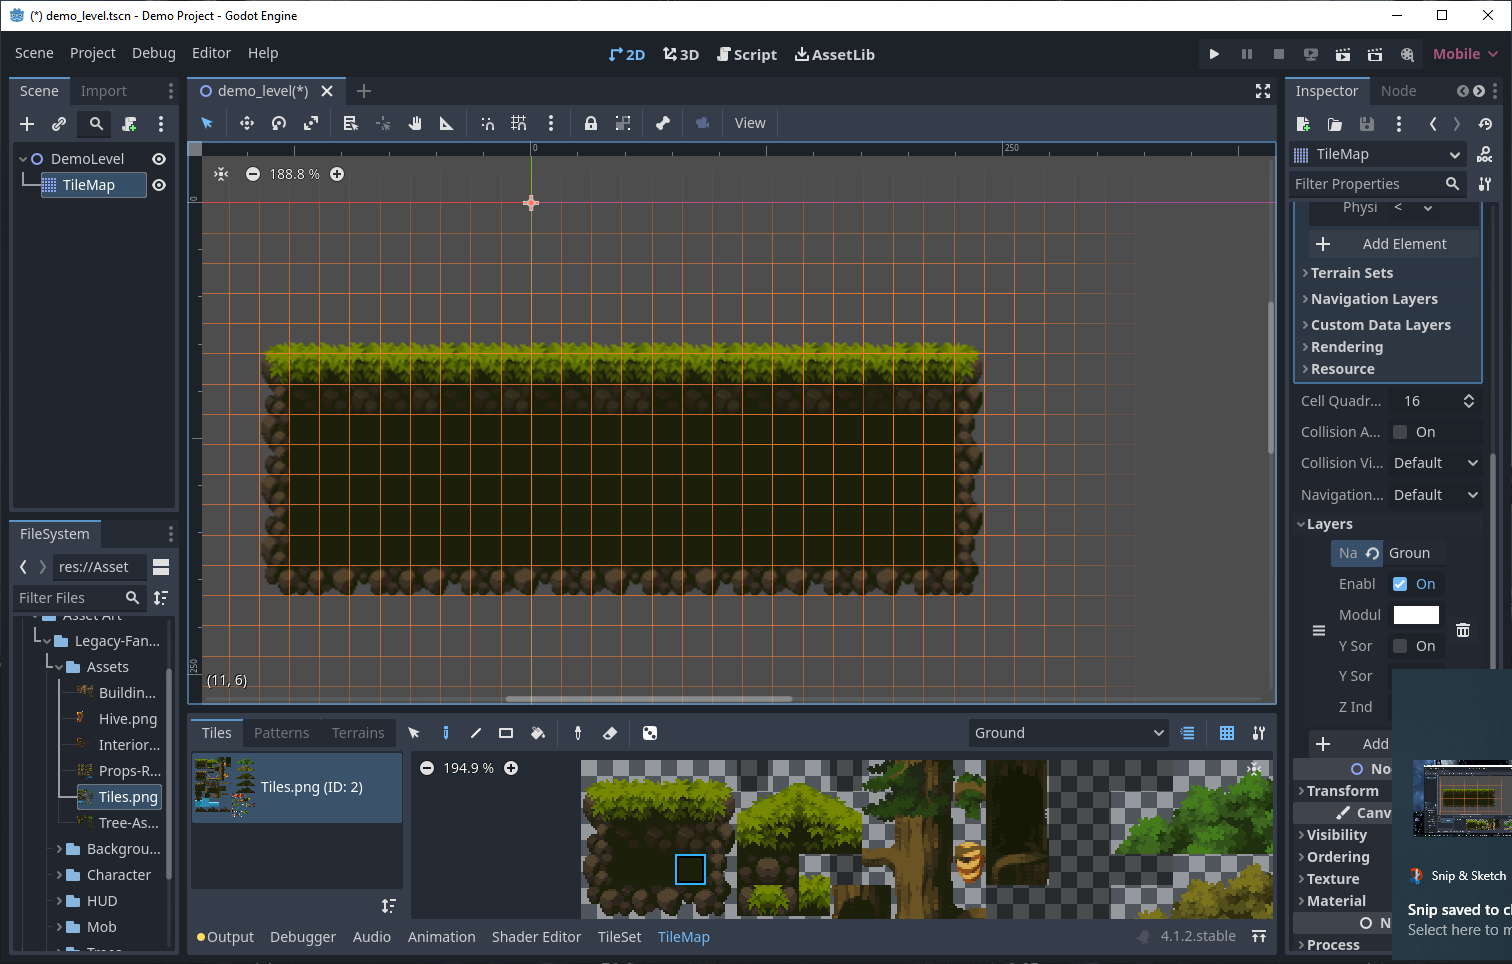 (*) demo_level.tscn - Demo Project - Godot Engine
Scene Project Debug Editor Help
2D 3D Script AssetLib
Mobile
Scene Import
demo_level(*)
Inspector Node
View
DemoLevel
TileMap
TileMap
DOC
Filter Properties
188.8 %
0
250
0
250
(11, 6)
Physi <
Add Element
Terrain Sets
Navigation Layers
Custom Data Layers
Rendering
Resource
Cell Quadr... 16
Collision A... On
Collision Vi... Default
Navigation... Default
Layers
Na Groun
Enabl On
Modul
Y Sor On
Y Sor
Z Ind
Add
No
Transform
Canv
Visibility
Ordering
Texture
Material
N
Process
FileSystem
res://Asset
Filter Files
Asset Art
Legacy-Fan...
Assets
Buildin...
Hive.png
Interior...
Props-R...
Tiles.png
Tree-As...
Backgrou...
Character
HUD
Mob
Tiles Patterns Terrains
Ground
Tiles.png (ID: 2)
194.9 %
Output Debugger Audio Animation Shader Editor TileSet TileMap
4.1.2.stable
Snip & Sketch
Snip saved to cl
Select here to m